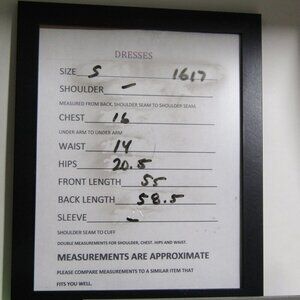 DRESSES
SIZE S 1617
SHOULDER –
MEASURED FROM BACK, SHOULDER SEAM TO SHOULDER SEAM.
CHEST 16
UNDER ARM TO UNDER ARM
WAIST 14
HIPS 20.5
FRONT LENGTH 55
BACK LENGTH 58.5
SLEEVE –
SHOULDER SEAM TO CUFF
DOUBLE MEASUREMENTS FOR SHOULDER, CHEST. HIPS AND WAIST.
MEASUREMENTS ARE APPROXIMATE
PLEASE COMPARE MEASUREMENTS TO A SIMILAR ITEM THAT
FITS YOU WELL.